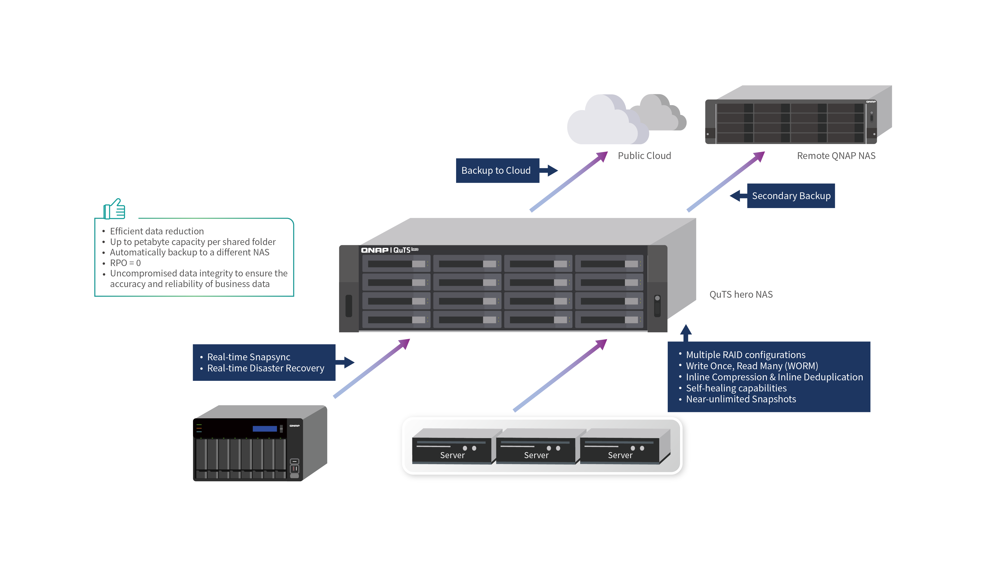 QNAP
Public Cloud
Remote QNAP NAS
Backup to Cloud
Secondary Backup
• Efficient data reduction
• Up to petabyte capacity per shared folder
• Automatically backup to a different NAS
• RPO = 0
• Uncompromised data integrity to ensure the
accuracy and reliability of business data
QNAP | QuTS hero
QuTS hero NAS
• Real-time Snapsync
• Real-time Disaster Recovery
• Multiple RAID configurations
• Write Once, Read Many (WORM)
• Inline Compression & Inline Deduplication
• Self-healing capabilities
• Near-unlimited Snapshots
QNAP
Server
Server
Server